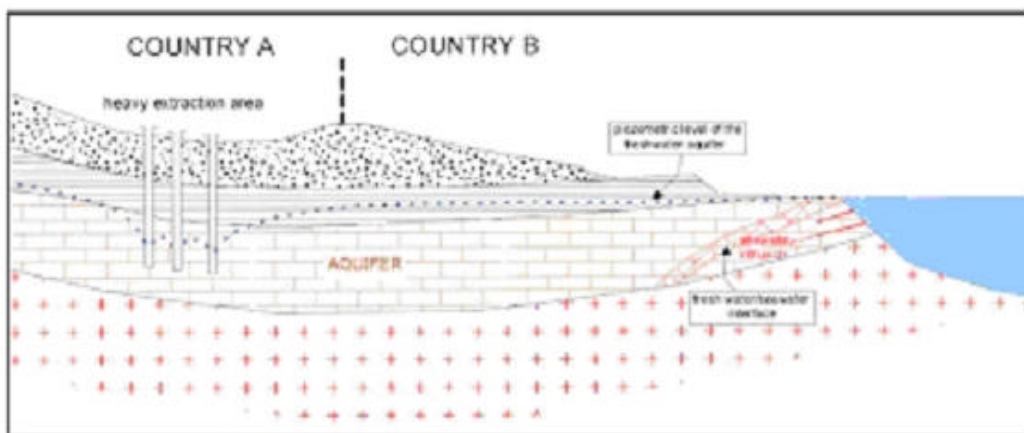 COUNTRY A
COUNTRY B
heavy extraction area
piezometric level of the
freshwater aquifer
AQUIFER
fresh water/seawater
interface